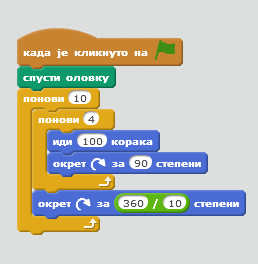 када је кликнуто на
спусти оловку
понови 10
понови 4
иди 100 корака
окрет за 90 степени
окрет за 360 / 10 степени